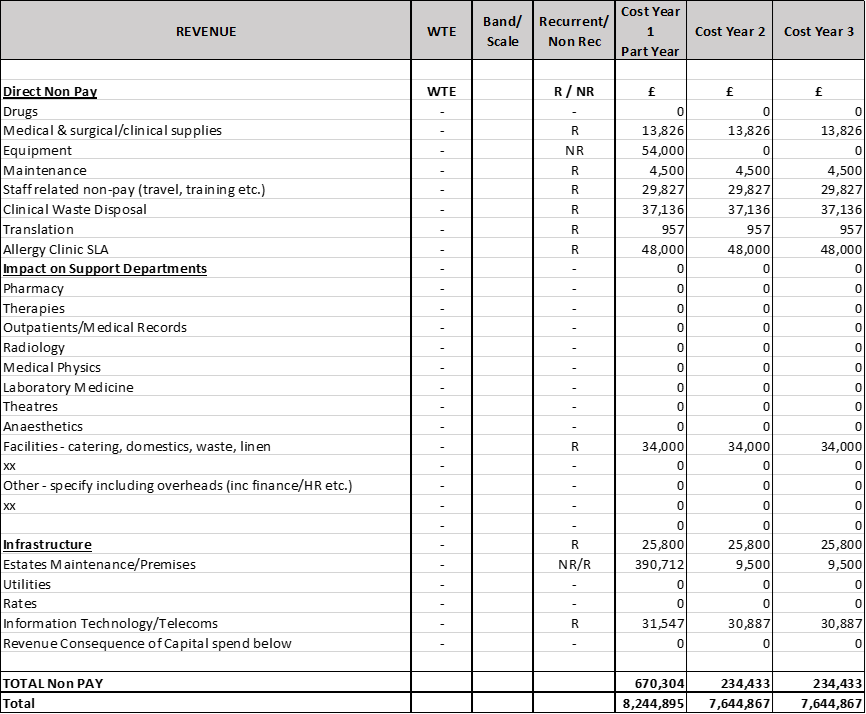 REVENUE WTE Band/ Scale Recurrent/ Non Rec Cost Year 1 Part Year Cost Year 2 Cost Year 3
Direct Non Pay WTE R / NR £ £ £
Drugs - - 0 0 0
Medical & surgical/clinical supplies - R 13,826 13,826 13,826
Equipment - NR 54,000 0 0
Maintenance - R 4,500 4,500 4,500
Staff related non-pay (travel, training etc.) - R 29,827 29,827 29,827
Clinical Waste Disposal - R 37,136 37,136 37,136
Translation - R 957 957 957
Allergy Clinic SLA - R 48,000 48,000 48,000
Impact on Support Departments - - 0 0 0
Pharmacy - - 0 0 0
Therapies - - 0 0 0
Outpatients/Medical Records - - 0 0 0
Radiology - - 0 0 0
Medical Physics - - 0 0 0
Laboratory Medicine - - 0 0 0
Theatres - - 0 0 0
Anaesthetics - - 0 0 0
Facilities - catering, domestics, waste, linen - R 34,000 34,000 34,000
xx - - 0 0 0
Other - specify including overheads (inc finance/HR etc.) - - 0 0 0
xx - - 0 0 0
- - 0 0 0
Infrastructure - R 25,800 25,800 25,800
Estates Maintenance/Premises - NR/R 390,712 9,500 9,500
Utilities - - 0 0 0
Rates - - 0 0 0
Information Technology/Telecoms - R 31,547 30,887 30,887
Revenue Consequence of Capital spend below - - 0 0 0
TOTAL Non PAY 670,304 234,433 234,433
Total 8,244,895 7,644,867 7,644,867